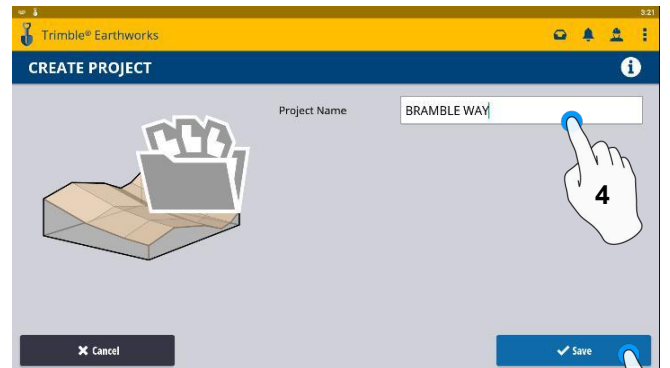 3:21
Trimble® Earthworks
CREATE PROJECT
Project Name BRAMBLE WAY
4
Cancel
Save